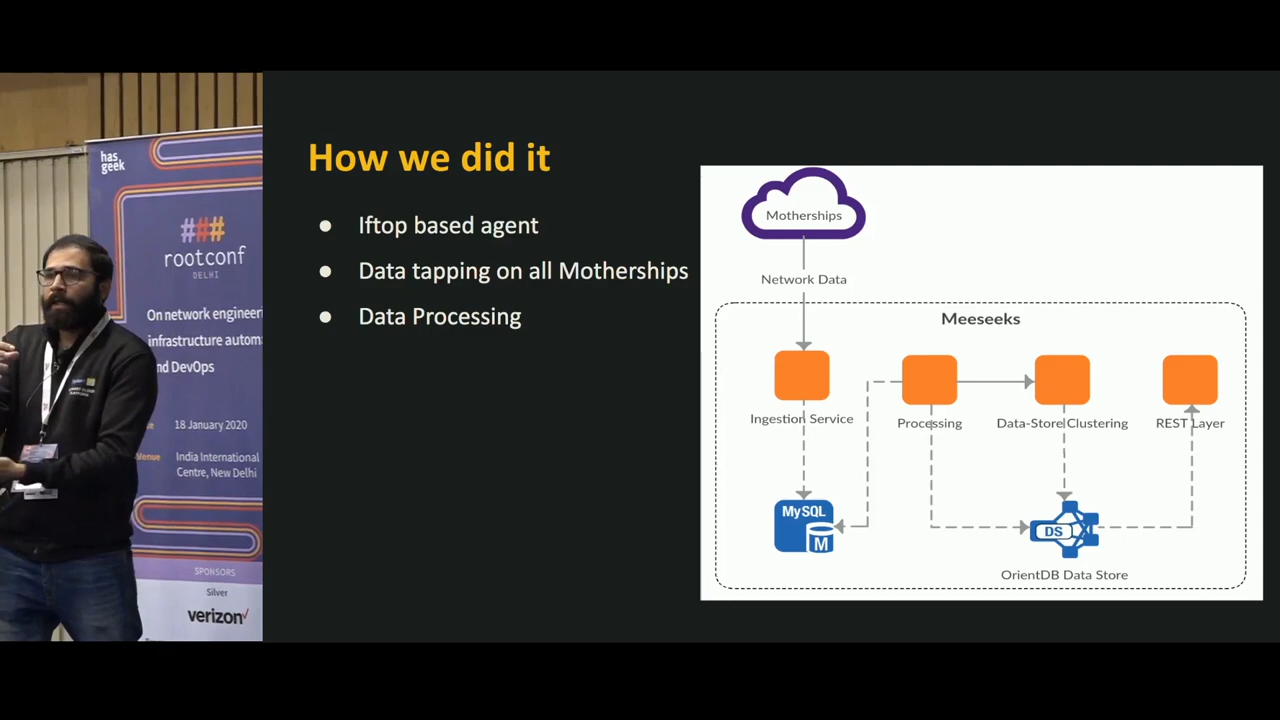 has
geek
###
rootconf
DELHI
On network engineeri
infrastructure autom
nd DevOps
18 January 2020
Venue
India International
Centre, New Delhi
SPONSORS
Silver
verizon
How we did it
● Iftop based agent
● Data tapping on all Motherships
● Data Processing
Motherships
Network Data
Meeseeks
Ingestion Service
Processing
Data-Store Clustering
REST Layer
MySQL
M
DS
OrientDB Data Store